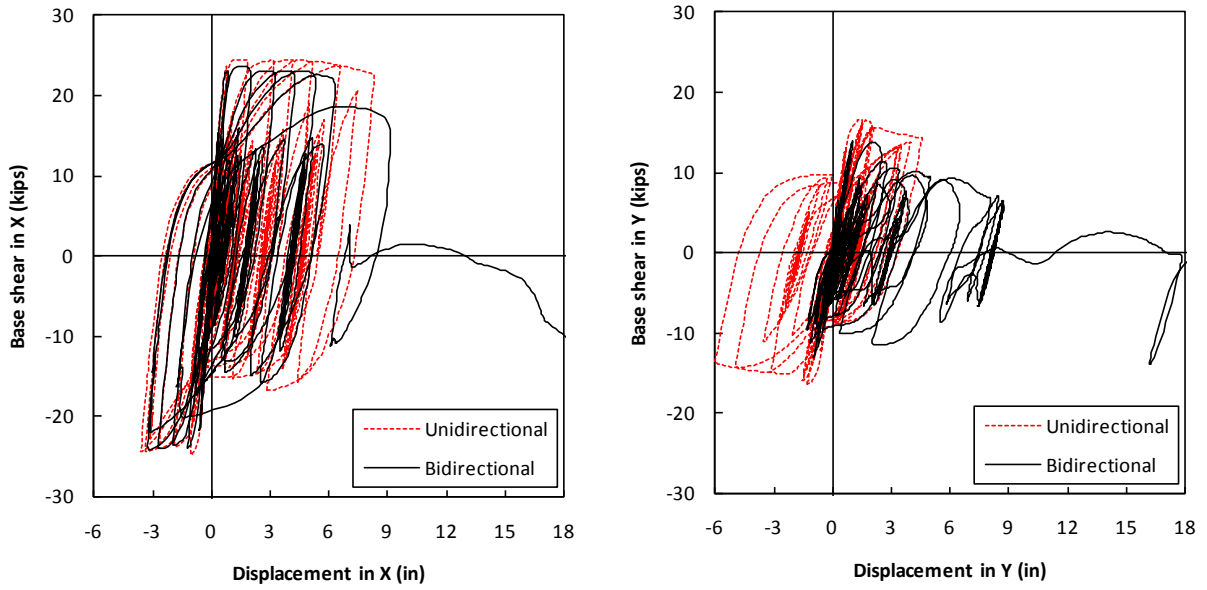 30
20
10
0
-10
-20
-30
Base shear in X (kips)
-6 -3 0 3 6 9 12 15 18
Displacement in X (in)
Unidirectional
Bidirectional
30
20
10
0
-10
-20
-30
Base shear in Y (kips)
-6 -3 0 3 6 9 12 15 18
Displacement in Y (in)
Unidirectional
Bidirectional